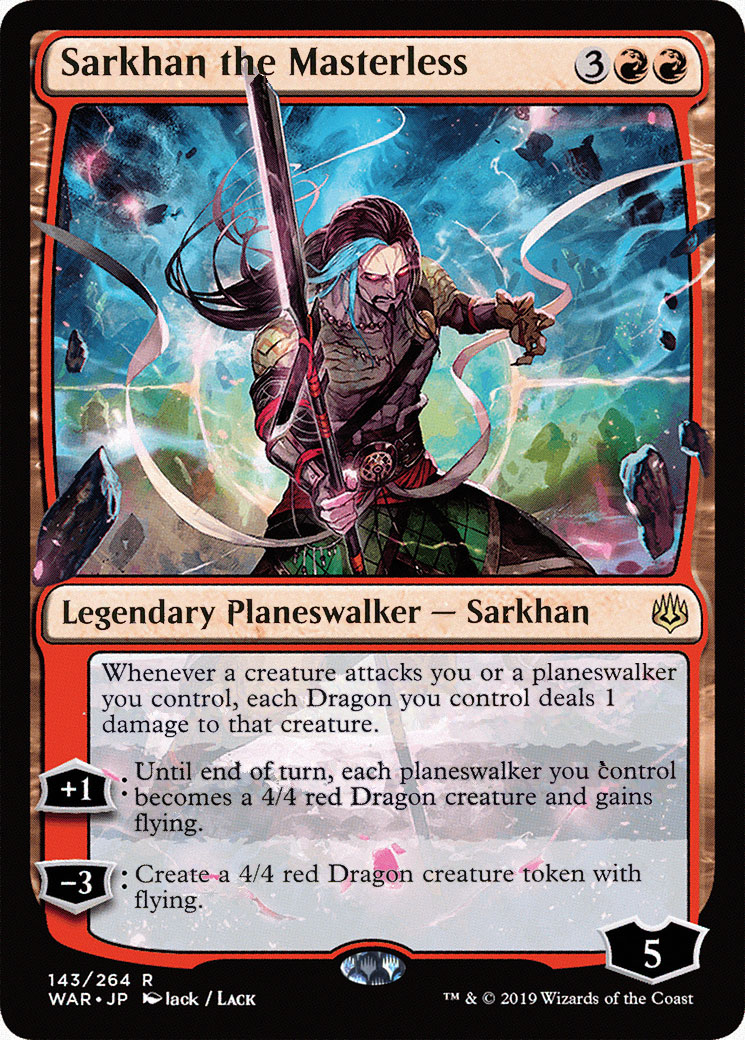 Sarkhan the Masterless 3
Legendary Planeswalker — Sarkhan
Whenever a creature attacks you or a planeswalker
you control, each Dragon you control deals 1
damage to that creature.
+1 : Until end of turn, each planeswalker you control
becomes a 4/4 red Dragon creature and gains
flying.
−3 : Create a 4/4 red Dragon creature token with
flying.
5
143/264 R
WAR • JP lack / LACK
™ & © 2019 Wizards of the Coast